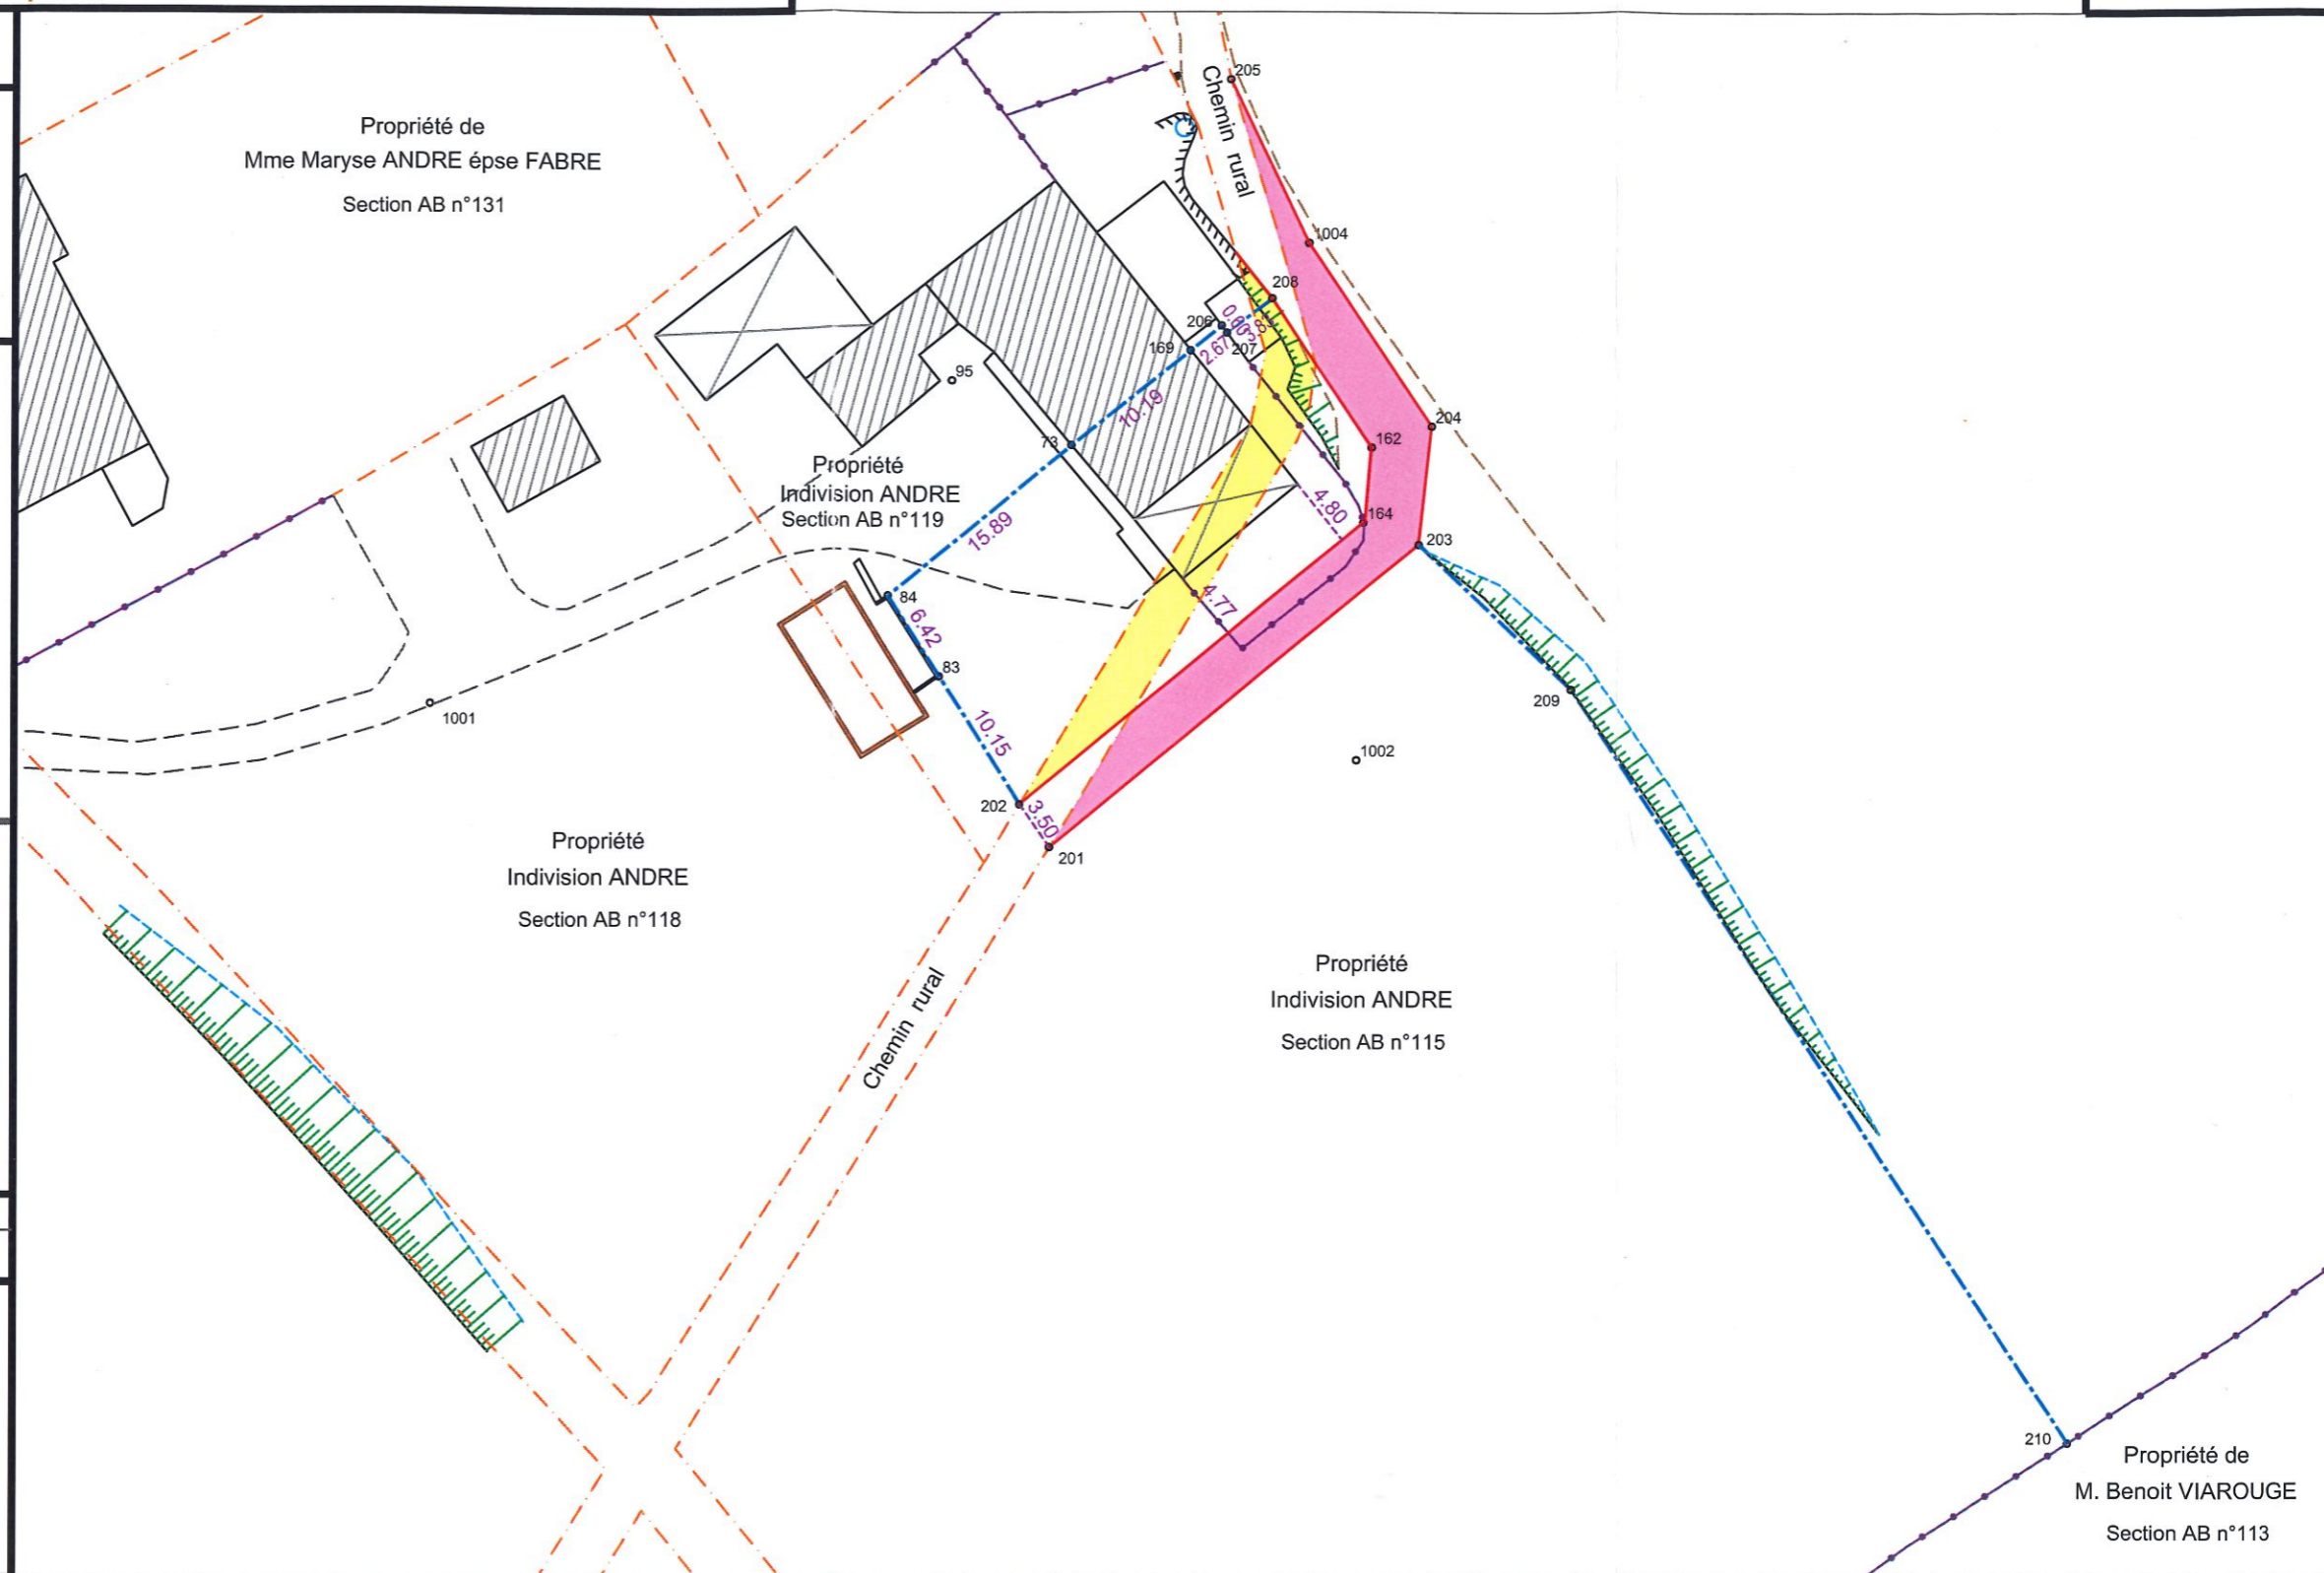 205
Chemin rural
Propriété de
Mme Maryse ANDRE épse FABRE
Section AB n°131
1004
208
206
0.60
169
2.67
207
95
10.19
73
204
162
Propriété
Indivision ANDRE
Section AB n°119
4.80
164
15.89
203
84
6.42
4.77
83
209
1001
10.15
1002
202
3.50
201
Propriété
Indivision ANDRE
Section AB n°118
Chemin rural
Propriété
Indivision ANDRE
Section AB n°115
210
Propriété de
M. Benoit VIAROUGE
Section AB n°113